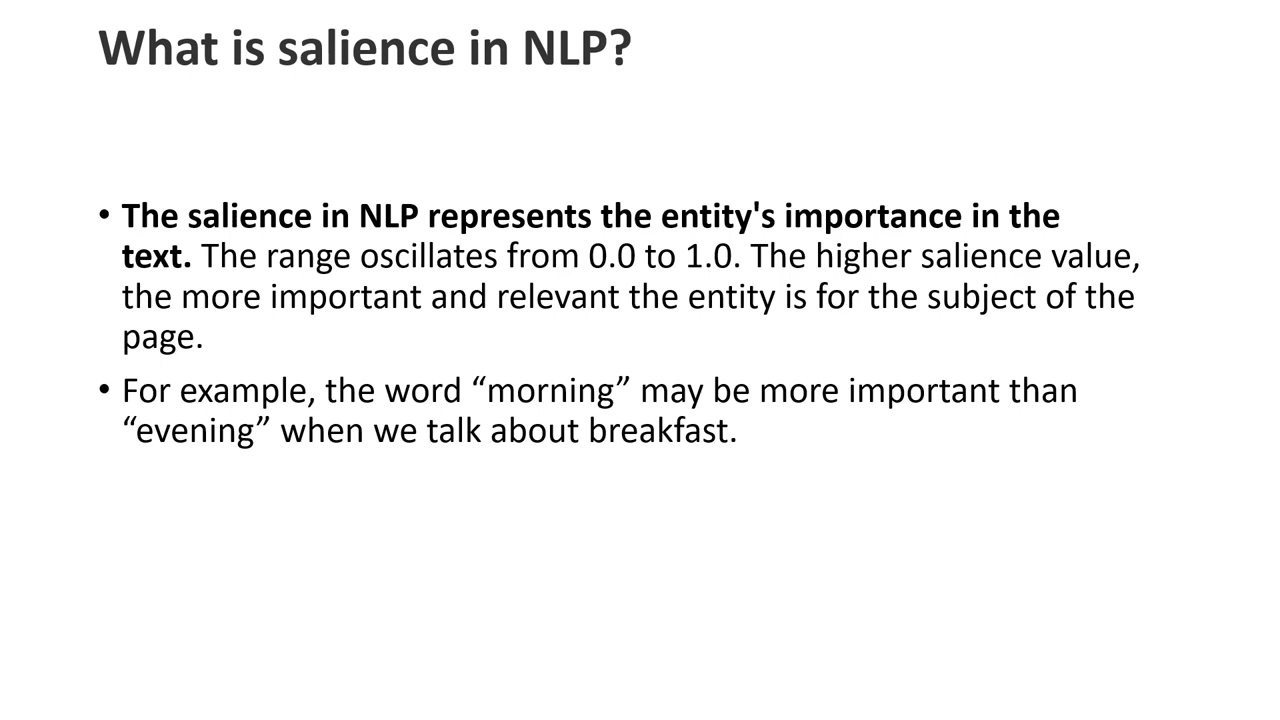 What is salience in NLP?
• The salience in NLP represents the entity's importance in the
text. The range oscillates from 0.0 to 1.0. The higher salience value,
the more important and relevant the entity is for the subject of the
page.
• For example, the word “morning” may be more important than
“evening” when we talk about breakfast.